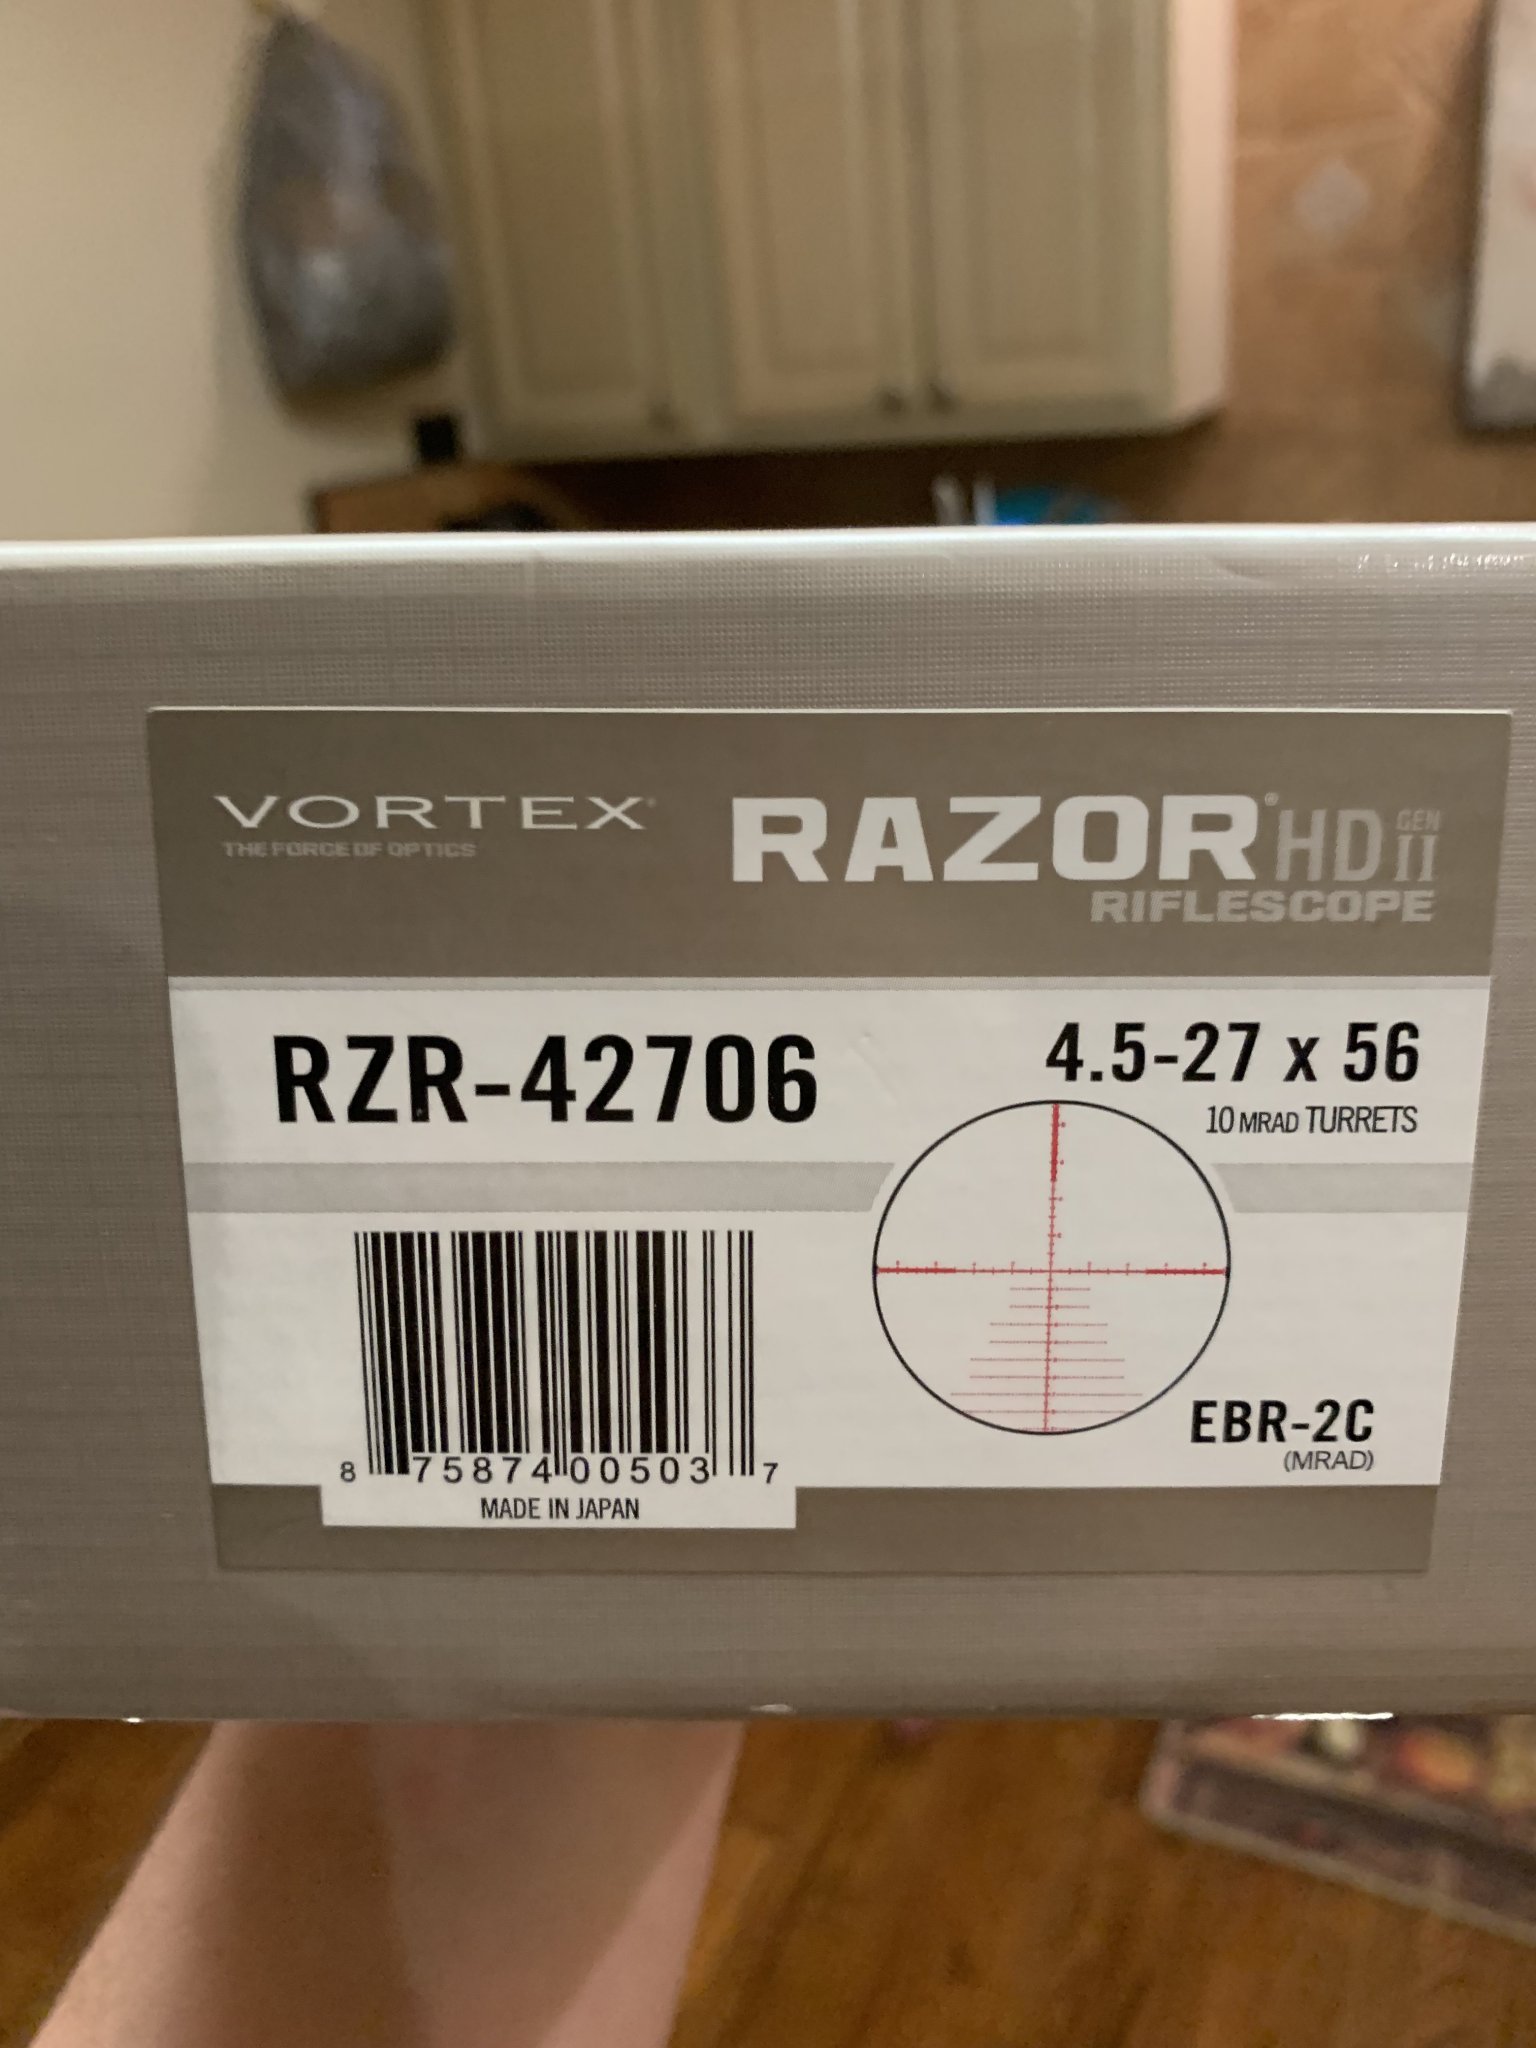 VORTEX®
THE FORCE OF OPTICS
RAZOR® HD GEN II
RIFLESCOPE
RZR-42706
4.5-27 x 56
10 MRAD TURRETS
EBR-2C
(MRAD)
8 75874 00503 7
MADE IN JAPAN